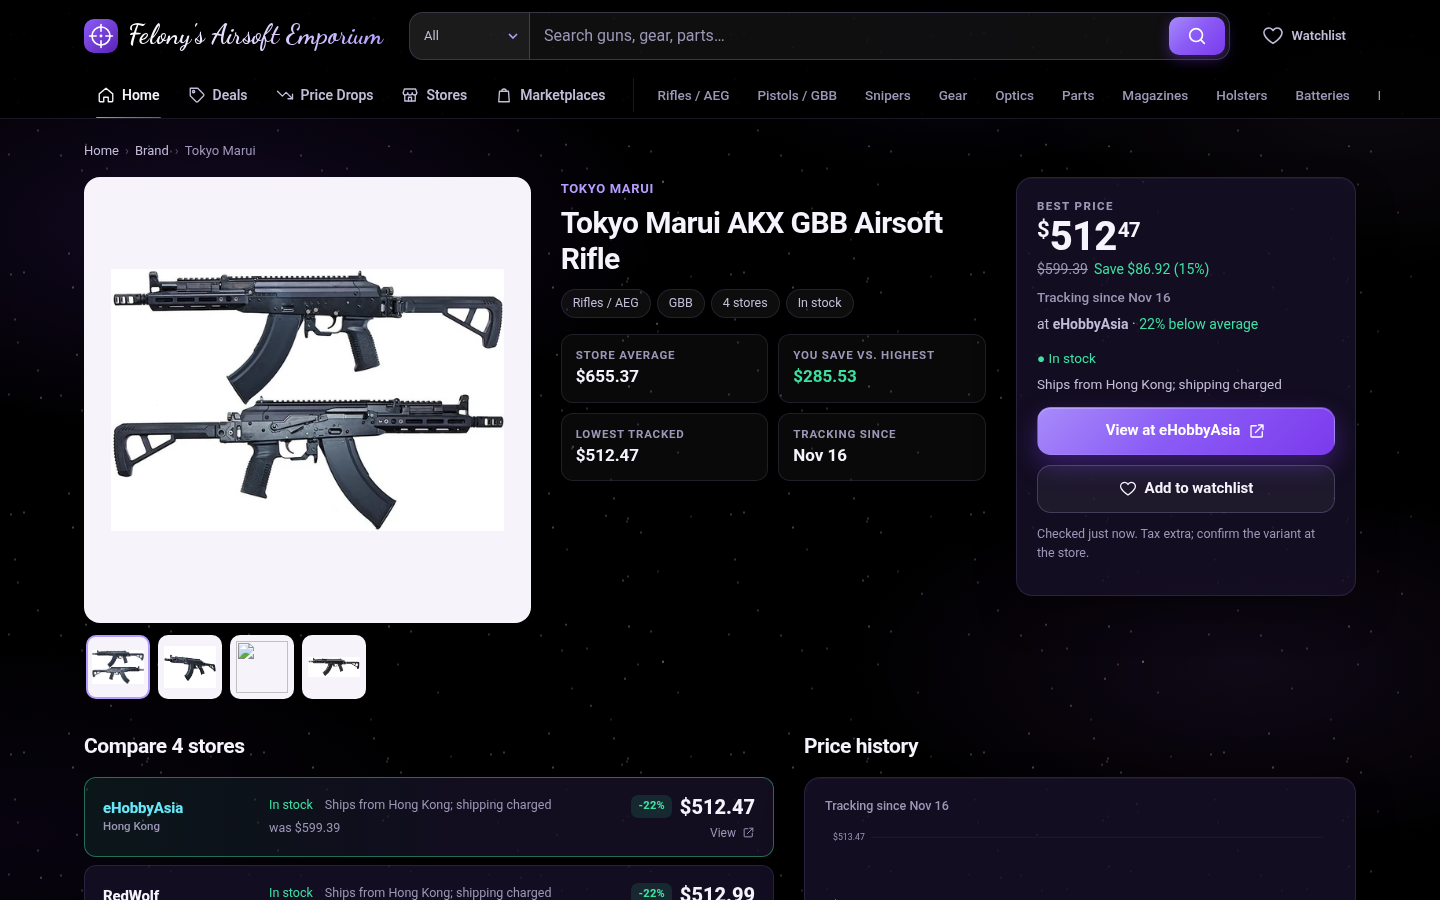 Felony's Airsoft Emporium
All
Search guns, gear, parts…
Watchlist
Home
Deals
Price Drops
Stores
Marketplaces
Rifles / AEG
Pistols / GBB
Snipers
Gear
Optics
Parts
Magazines
Holsters
Batteries
Home › Brand › Tokyo Marui
TOKYO MARUI
Tokyo Marui AKX GBB Airsoft
Rifle
Rifles / AEG
GBB
4 stores
In stock
STORE AVERAGE
$655.37
YOU SAVE VS. HIGHEST
$285.53
LOWEST TRACKED
$512.47
TRACKING SINCE
Nov 16
BEST PRICE
$512.47
$599.39 Save $86.92 (15%)
Tracking since Nov 16
at eHobbyAsia · 22% below average
● In stock
Ships from Hong Kong; shipping charged
View at eHobbyAsia
Add to watchlist
Checked just now. Tax extra; confirm the variant at
the store.
Compare 4 stores
eHobbyAsia
Hong Kong
In stock Ships from Hong Kong; shipping charged
was $599.39
-22% $512.47
View
RedWolf
In stock Ships from Hong Kong; shipping charged
-22% $512.99
Price history
Tracking since Nov 16
$513.47